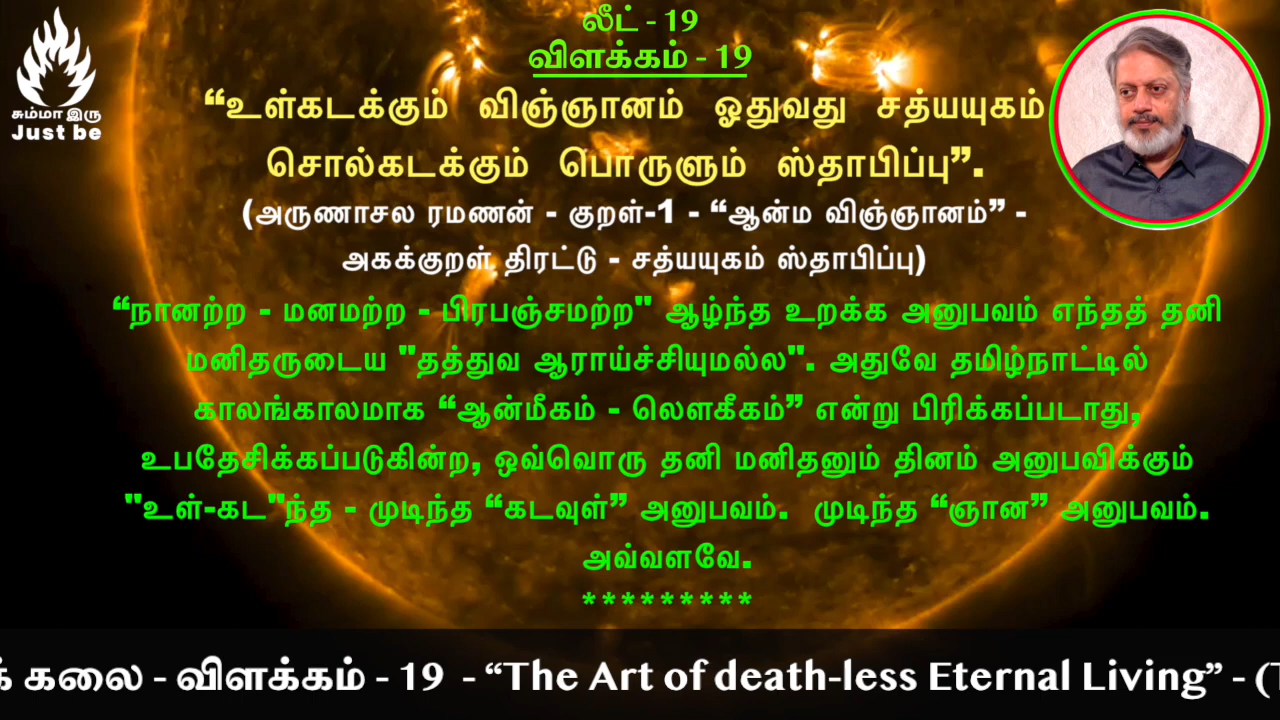 லீட் - 19
விளக்கம் - 19
சும்மா இரு
Just be
“உள்கடக்கும் விஞ்ஞானம் ஓதுவது சத்யயுகம்
சொல்கடக்கும் பொருளும் ஸ்தாபிப்பு”.
(அருணாசல ரமணன் - குறள்-1 - “ஆன்ம விஞ்ஞானம்” -
அகக்குறள் திரட்டு - சத்யயுகம் ஸ்தாபிப்பு)
“நானற்ற - மனமற்ற - பிரபஞ்சமற்ற" ஆழ்ந்த உறக்க அனுபவம் எந்தத் தனி
மனிதருடைய "தத்துவ ஆராய்ச்சியுமல்ல". அதுவே தமிழ்நாட்டில்
காலங்காலமாக “ஆன்மீகம் - லௌகீகம்” என்று பிரிக்கப்படாது,
உபதேசிக்கப்படுகின்ற, ஒவ்வொரு தனி மனிதனும் தினம் அனுபவிக்கும்
"உள்-கட"ந்த - முடிந்த “கடவுள்” அனுபவம். முடிந்த “ஞான” அனுபவம்.
அவ்வளவே.
*********
க் கலை - விளக்கம் - 19 - “The Art of death-less Eternal Living” - (T